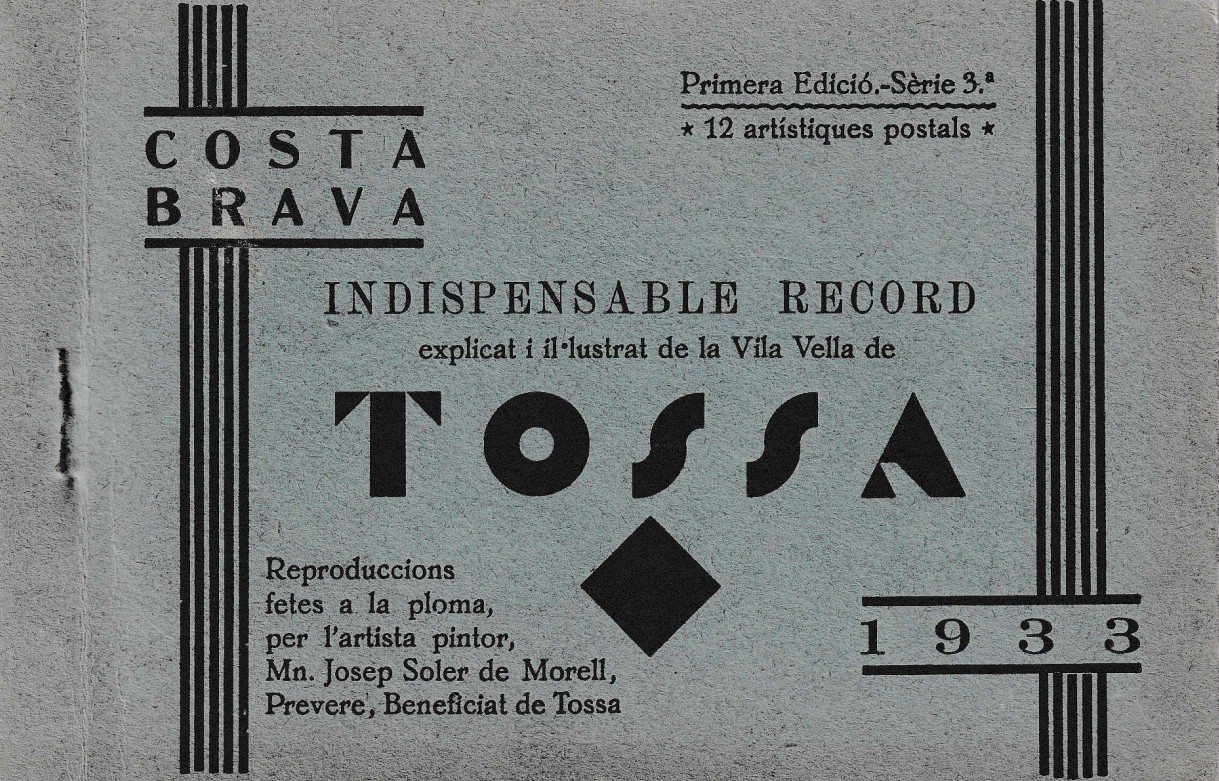 COSTA
BRAVA
Primera Edició.-Sèrie 3.ª
★ 12 artístiques postals ★
INDISPENSABLE RECORD
explicat i il·lustrat de la Vila Vella de
TOSSA
Reproduccions
fetes a la ploma,
per l'artista pintor,
Mn. Josep Soler de Morell,
Prevere, Beneficiat de Tossa
1933